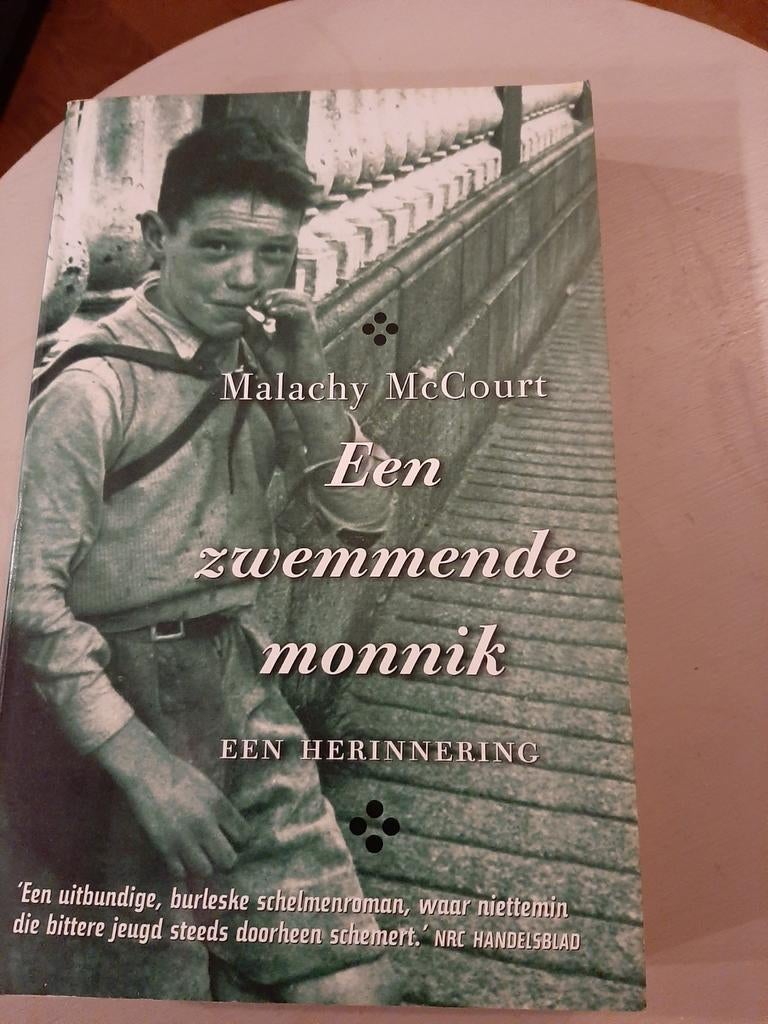 Malachy McCourt
Een
zwemmende
monnik
EEN HERINNERING
'Een uitbundige, burleske schelmenroman, waar niettemin
die bittere jeugd steeds doorheen schemert.' NRC HANDELSBLAD